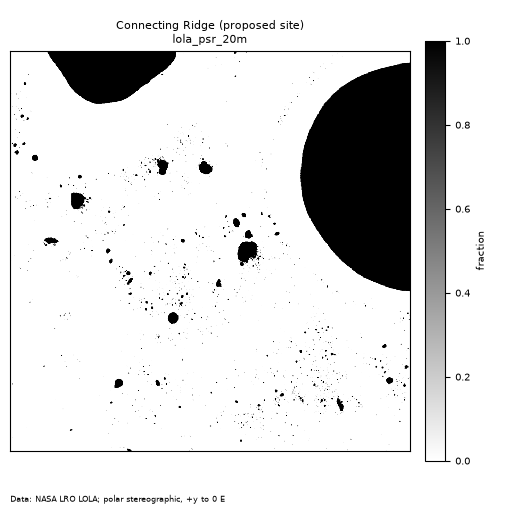 Connecting Ridge (proposed site)
lola_psr_20m
1.0
0.8
0.6
0.4
0.2
0.0
fraction
Data: NASA LRO LOLA; polar stereographic, +y to 0 E